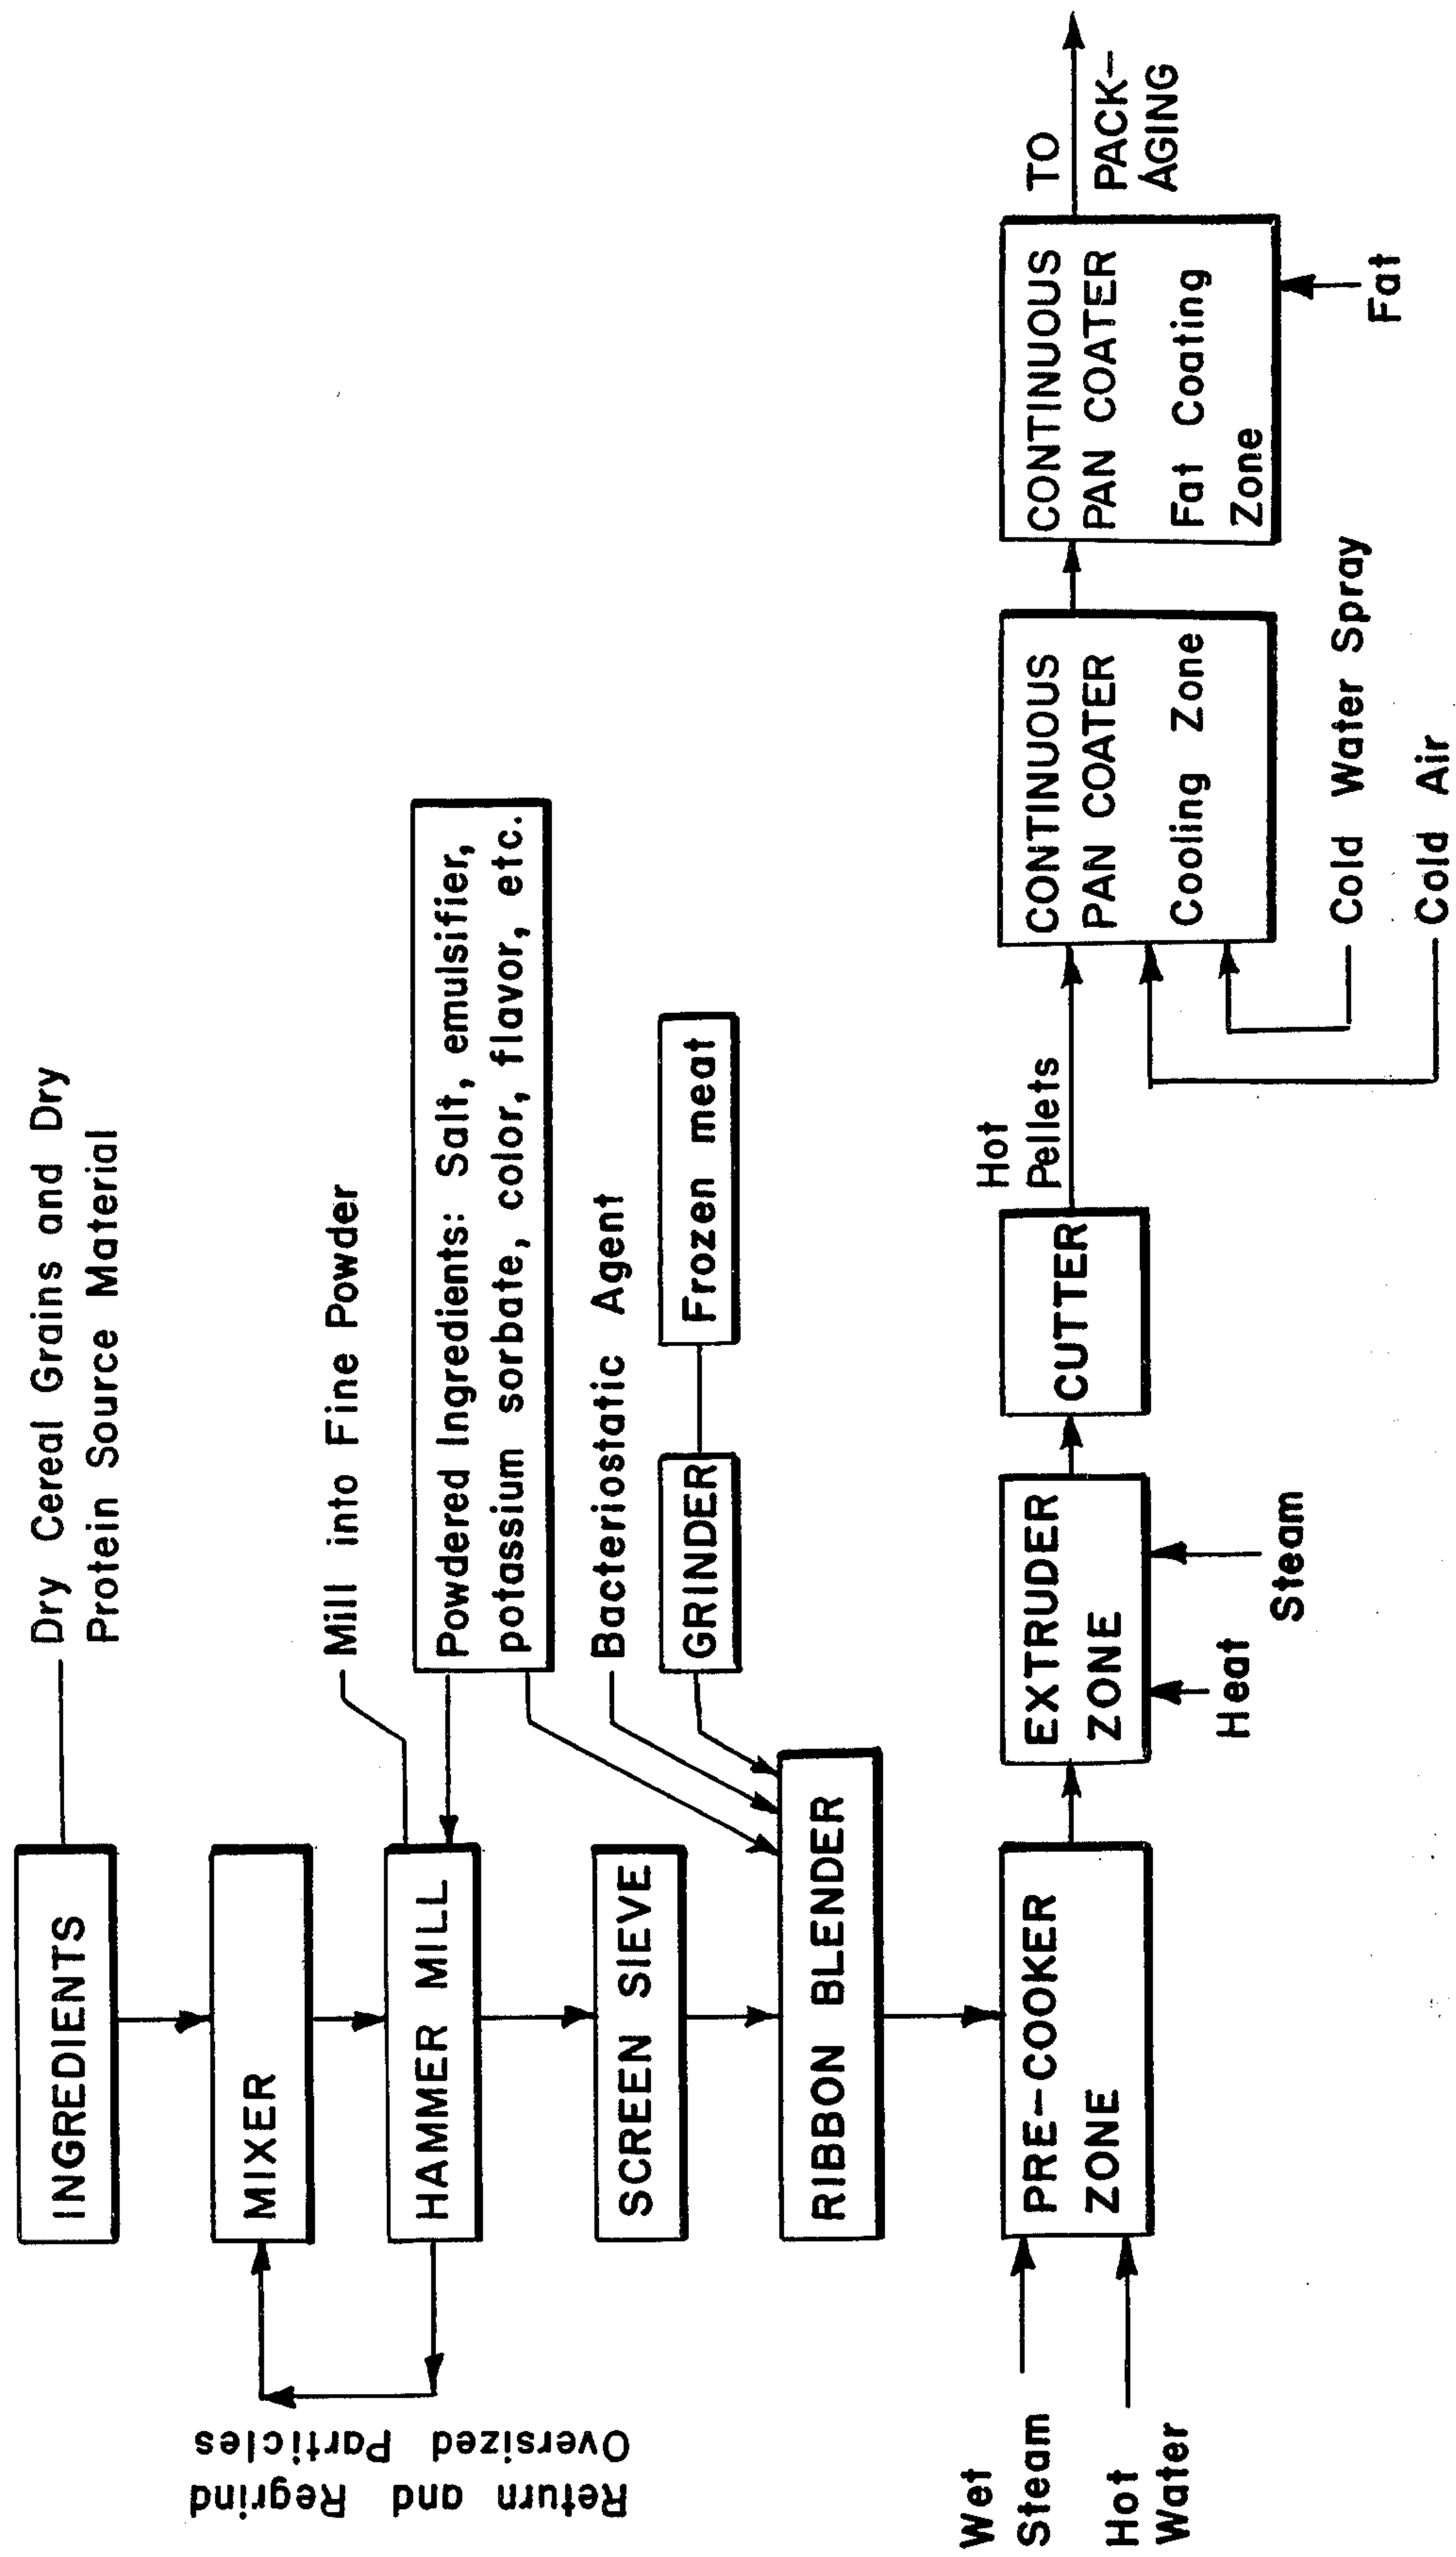 INGREDIENTS
Dry Cereal Grains and Dry
Protein Source Material
MIXER
Return and Regrind
Oversized Particles
HAMMER MILL
Mill into Fine Powder
Powdered Ingredients: Salt, emulsifier,
potassium sorbate, color, flavor, etc.
SCREEN SIEVE
Bacteriostatic Agent
GRINDER
Frozen meat
RIBBON BLENDER
Wet
Steam
Hot
Water
PRE-COOKER
ZONE
EXTRUDER
ZONE
Heat
Steam
CUTTER
Hot
Pellets
CONTINUOUS
PAN COATER
Cooling Zone
Cold Water Spray
Cold Air
CONTINUOUS
PAN COATER
Fat Coating
Zone
Fat
TO
PACK-
AGING